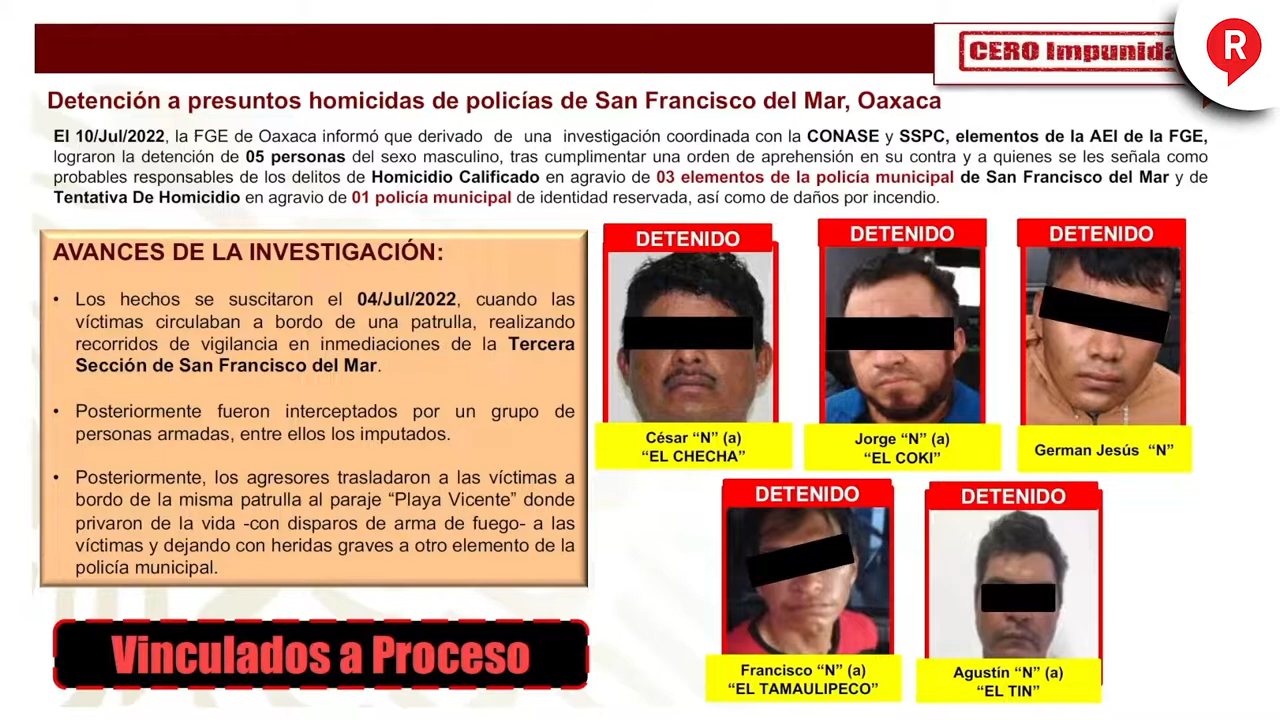 CERO Impunida
R
Detención a presuntos homicidas de policías de San Francisco del Mar, Oaxaca
El 10/Jul/2022, la FGE de Oaxaca informó que derivado de una investigación coordinada con la CONASE y SSPC, elementos de la AEI de la FGE,
lograron la detención de 05 personas del sexo masculino, tras cumplimentar una orden de aprehensión en su contra y a quienes se les señala como
probables responsables de los delitos de Homicidio Calificado en agravio de 03 elementos de la policía municipal de San Francisco del Mar y de
Tentativa De Homicidio en agravio de 01 policía municipal de identidad reservada, así como de daños por incendio.
AVANCES DE LA INVESTIGACIÓN:
• Los hechos se suscitaron el 04/Jul/2022, cuando las
víctimas circulaban a bordo de una patrulla, realizando
recorridos de vigilancia en inmediaciones de la Tercera
Sección de San Francisco del Mar.
• Posteriormente fueron interceptados por un grupo de
personas armadas, entre ellos los imputados.
• Posteriormente, los agresores trasladaron a las víctimas a
bordo de la misma patrulla al paraje “Playa Vicente” donde
privaron de la vida -con disparos de arma de fuego- a las
víctimas y dejando con heridas graves a otro elemento de la
policía municipal.
Vinculados a Proceso
DETENIDO
César “N” (a)
“EL CHECHA”
DETENIDO
Jorge “N” (a)
“EL COKI”
DETENIDO
German Jesús “N”
DETENIDO
Francisco “N” (a)
“EL TAMAULIPECO”
DETENIDO
Agustín “N” (a)
“EL TIN”